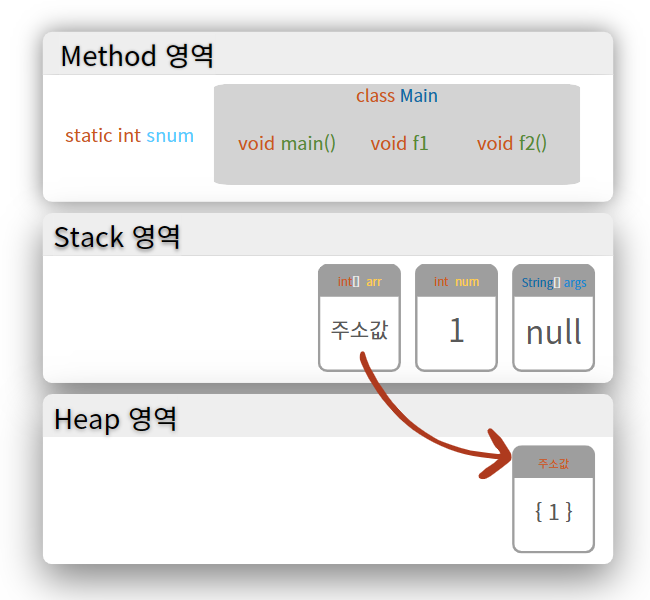 Method 영역
class Main
static int snum
void main() void f1 void f2()
Stack 영역
int[] arr int num String[] args
주소값 1 null
Heap 영역
주소값
{ 1 }